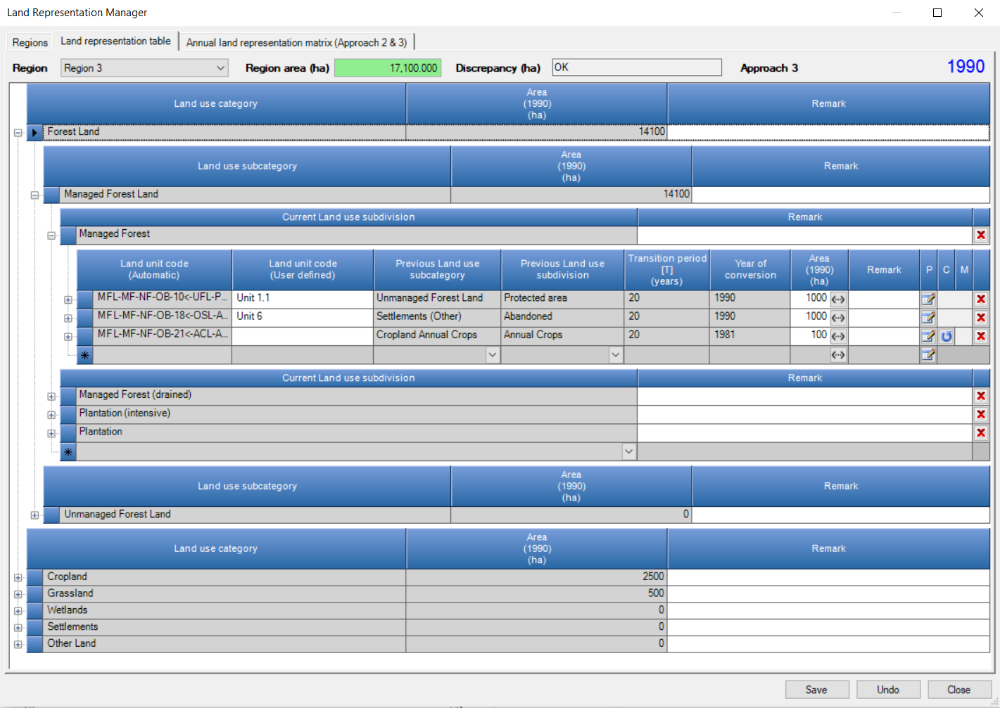 Land Representation Manager
Regions Land representation table Annual land representation matrix (Approach 2 & 3)
Region Region 3 Region area (ha) 17,100.000 Discrepancy (ha) OK Approach 3 1990
Land use category Area (1990) (ha) Remark
Forest Land 14100
Land use subcategory Area (1990) (ha) Remark
Managed Forest Land 14100
Current Land use subdivision Remark
Managed Forest
Land unit code (Automatic) Land unit code (User defined) Previous Land use subcategory Previous Land use subdivision Transition period [T] (years) Year of conversion Area (1990) (ha) Remark P C M
MFL-MF-NF-OB-10<-UFL-P... Unit 1.1 Unmanaged Forest Land Protected area 20 1990 1000
MFL-MF-NF-OB-18<-OSL-A... Unit 6 Settlements (Other) Abandoned 20 1990 1000
MFL-MF-NF-OB-21<-ACL-A... Cropland Annual Crops Annual Crops 20 1981 100
Current Land use subdivision Remark
Managed Forest (drained)
Plantation (intensive)
Plantation
Land use subcategory Area (1990) (ha) Remark
Unmanaged Forest Land 0
Land use category Area (1990) (ha) Remark
Cropland 2500
Grassland 500
Wetlands 0
Settlements 0
Other Land 0
Save Undo Close